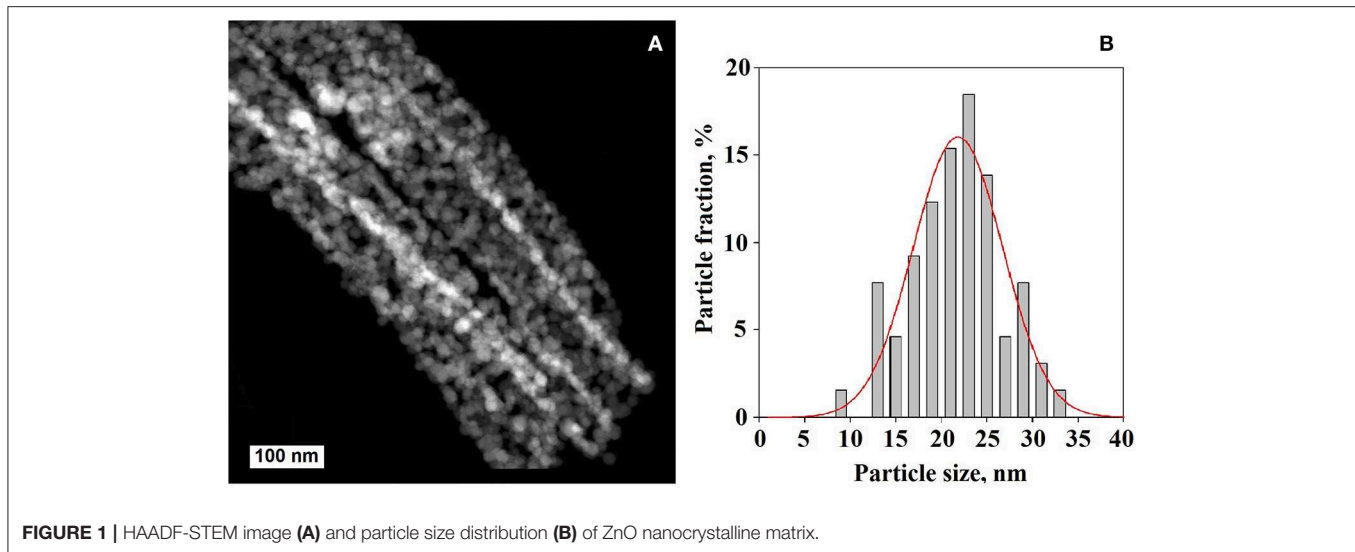 A
100 nm
B
20
15
10
5
0
Particle fraction, %
0 5 10 15 20 25 30 35 40
Particle size, nm
FIGURE 1 | HAADF-STEM image (A) and particle size distribution (B) of ZnO nanocrystalline matrix.